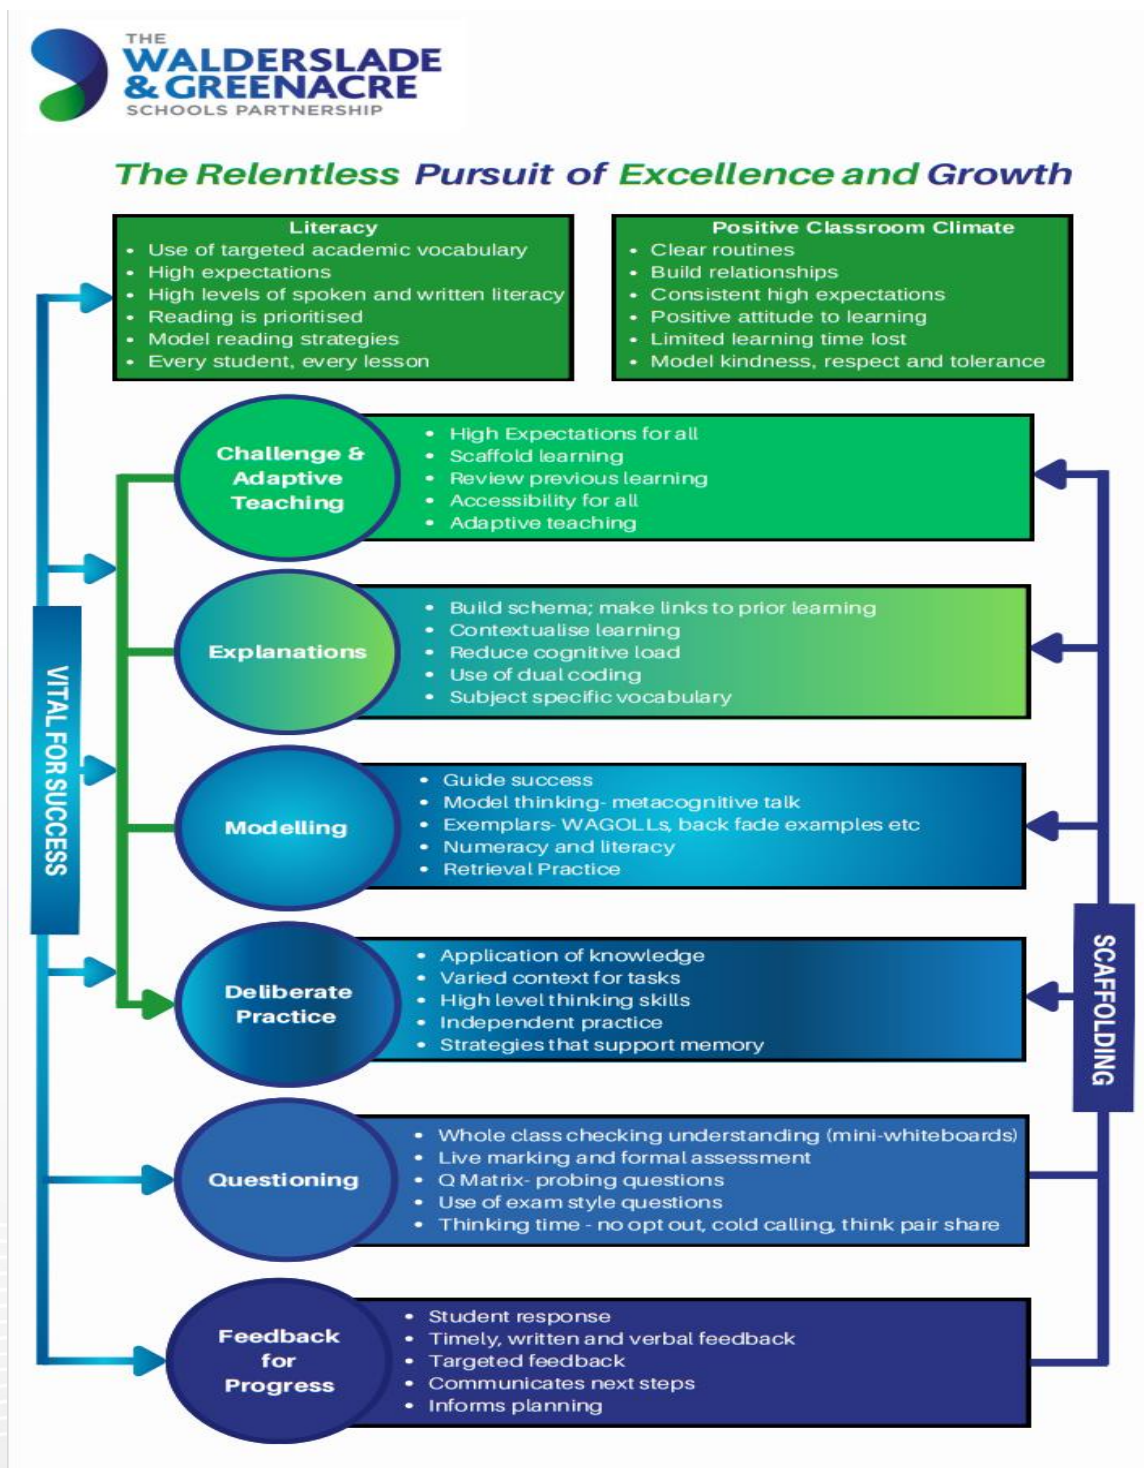 THE
WALDERSLADE
& GREENACRE
SCHOOLS PARTNERSHIP
The Relentless Pursuit of Excellence and Growth
Literacy
• Use of targeted academic vocabulary
• High expectations
• High levels of spoken and written literacy
• Reading is prioritised
• Model reading strategies
• Every student, every lesson
Positive Classroom Climate
• Clear routines
• Build relationships
• Consistent high expectations
• Positive attitude to learning
• Limited learning time lost
• Model kindness, respect and tolerance
VITAL FOR SUCCESS
Challenge &
Adaptive
Teaching
• High Expectations for all
• Scaffold learning
• Review previous learning
• Accessibility for all
• Adaptive teaching
Explanations
• Build schema; make links to prior learning
• Contextualise learning
• Reduce cognitive load
• Use of dual coding
• Subject specific vocabulary
Modelling
• Guide success
• Model thinking- metacognitive talk
• Exemplars- WAGOLLs, back fade examples etc
• Numeracy and literacy
• Retrieval Practice
Deliberate
Practice
• Application of knowledge
• Varied context for tasks
• High level thinking skills
• Independent practice
• Strategies that support memory
SCAFFOLDING
Questioning
• Whole class checking understanding (mini-whiteboards)
• Live marking and formal assessment
• Q Matrix- probing questions
• Use of exam style questions
• Thinking time - no opt out, cold calling, think pair share
Feedback
for
Progress
• Student response
• Timely, written and verbal feedback
• Targeted feedback
• Communicates next steps
• Informs planning